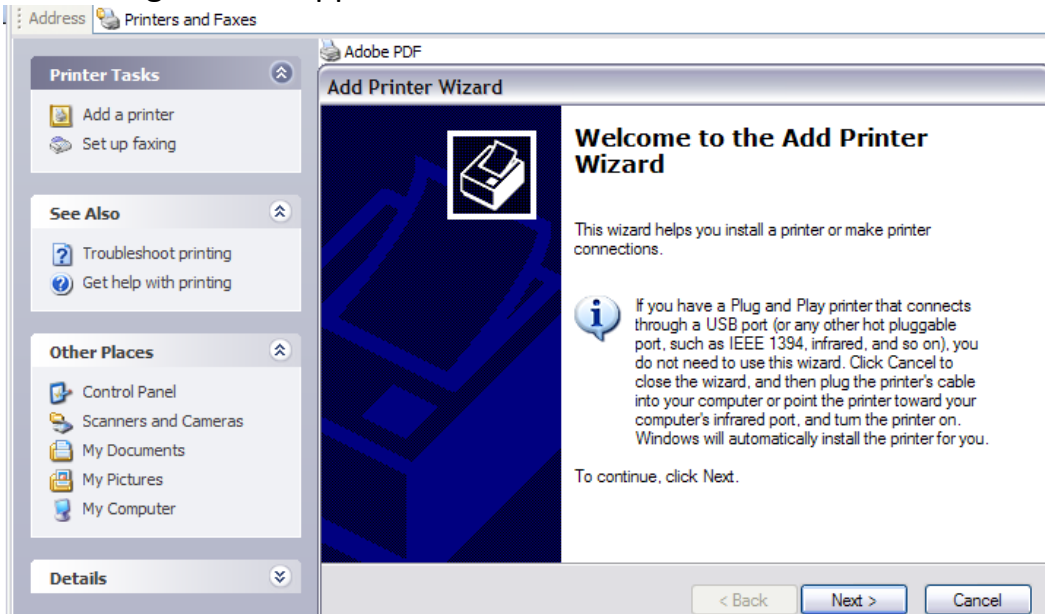 Address Printers and Faxes
Printer Tasks
Add a printer
Set up faxing
See Also
Troubleshoot printing
Get help with printing
Other Places
Control Panel
Scanners and Cameras
My Documents
My Pictures
My Computer
Details
Adobe PDF
Add Printer Wizard
Welcome to the Add Printer
Wizard
This wizard helps you install a printer or make printer
connections.
If you have a Plug and Play printer that connects
through a USB port (or any other hot pluggable
port, such as IEEE 1394, infrared, and so on), you
do not need to use this wizard. Click Cancel to
close the wizard, and then plug the printer's cable
into your computer or point the printer toward your
computer's infrared port, and turn the printer on.
Windows will automatically install the printer for you.
To continue, click Next.
< Back Next > Cancel